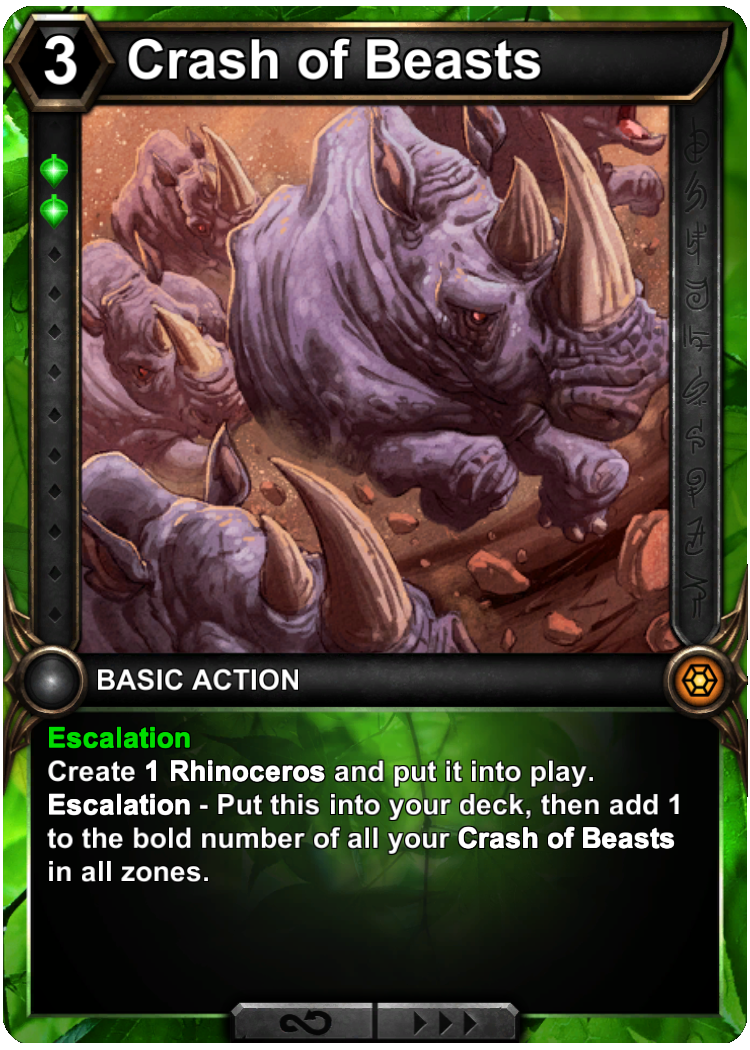 3
Crash of Beasts
BASIC ACTION
Escalation
Create 1 Rhinoceros and put it into play.
Escalation - Put this into your deck, then add 1
to the bold number of all your Crash of Beasts
in all zones.